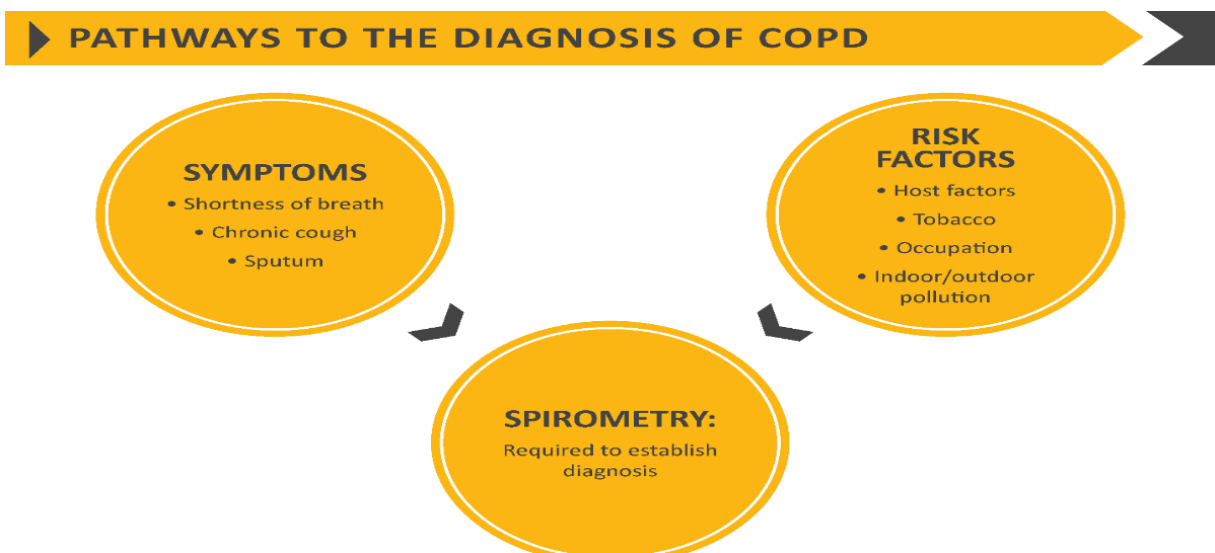 PATHWAYS TO THE DIAGNOSIS OF COPD
SYMPTOMS
• Shortness of breath
• Chronic cough
• Sputum
RISK
FACTORS
• Host factors
• Tobacco
• Occupation
• Indoor/outdoor
pollution
SPIROMETRY:
Required to establish
diagnosis